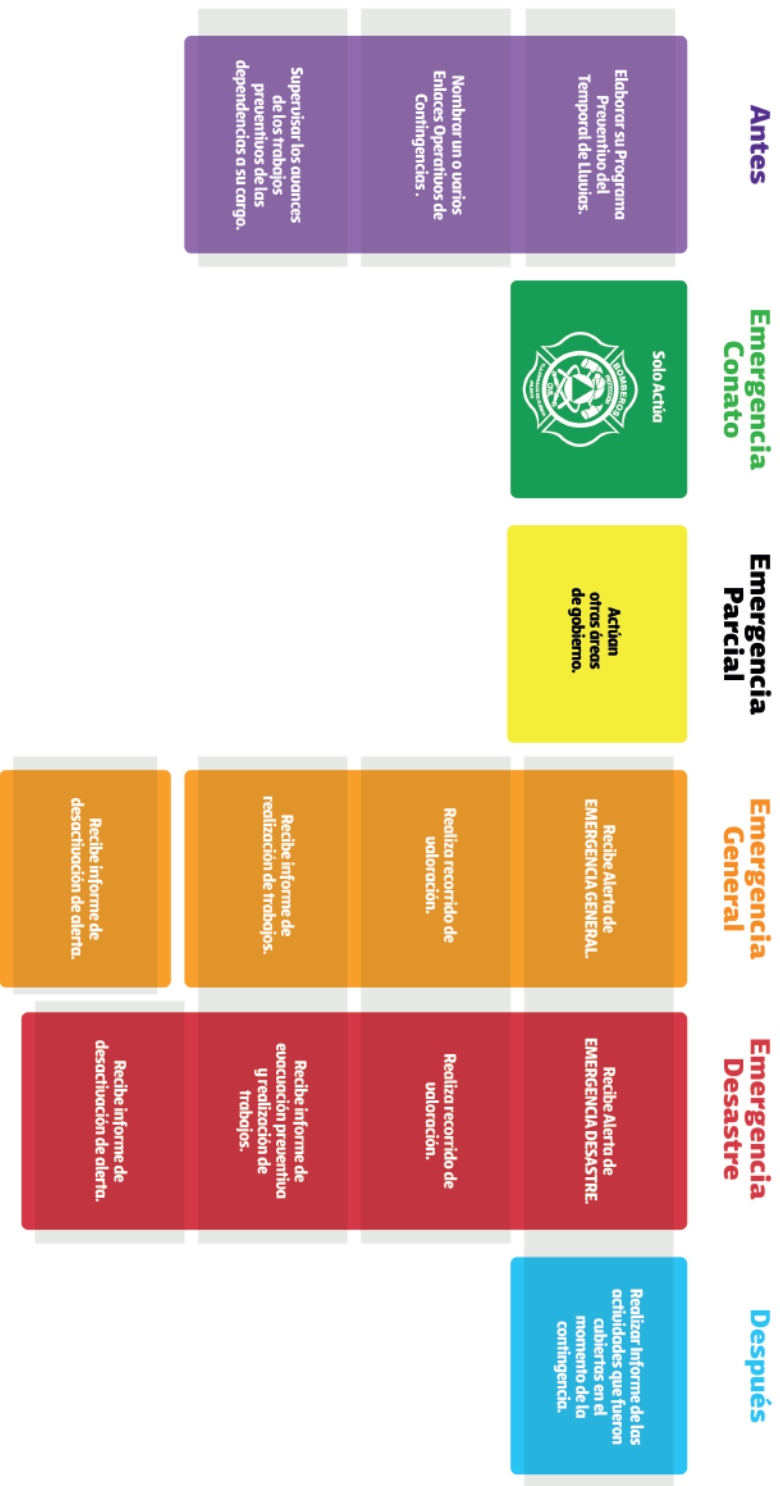 Antes
Elaborar su Programa
Preventivo del
Temporal de Lluvias.
Nombrar un o varios
Enlaces Operativos de
Contingencias .
Supervisar los avances
de los trabajos
preventivos de las
dependencias a su cargo.
Emergencia
Conato
Solo Actúa
BOMBEROS
PROTECCIÓN
CIVIL
Emergencia
Parcial
Actúan
otras áreas
de gobierno.
Emergencia
General
Recibe Alerta de
EMERGENCIA GENERAL.
Realiza recorrido de
valoración.
Recibe informe de
realización de trabajos.
Recibe informe de
desactivación de alerta.
Emergencia
Desastre
Recibe Alerta de
EMERGENCIA DESASTRE.
Realiza recorrido de
valoración.
Recibe informe de
evacuación preventiva
y realización de
trabajos.
Recibe informe de
desactivación de alerta.
Después
Realizar Informe de las
actividades que fueron
cubiertas en el
momento de la
contingencia.